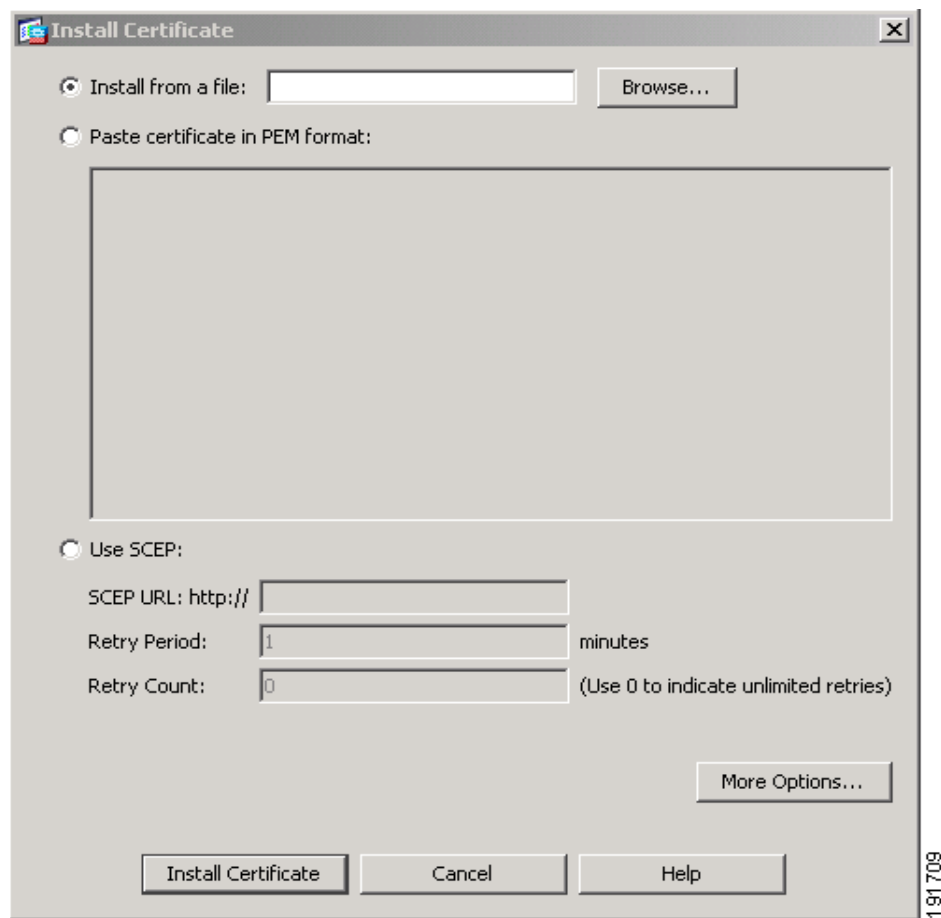 Install Certificate
Install from a file: Browse...
Paste certificate in PEM format:
Use SCEP:
SCEP URL: http://
Retry Period: 1 minutes
Retry Count: 0 (Use 0 to indicate unlimited retries)
More Options...
Install Certificate Cancel Help
191709